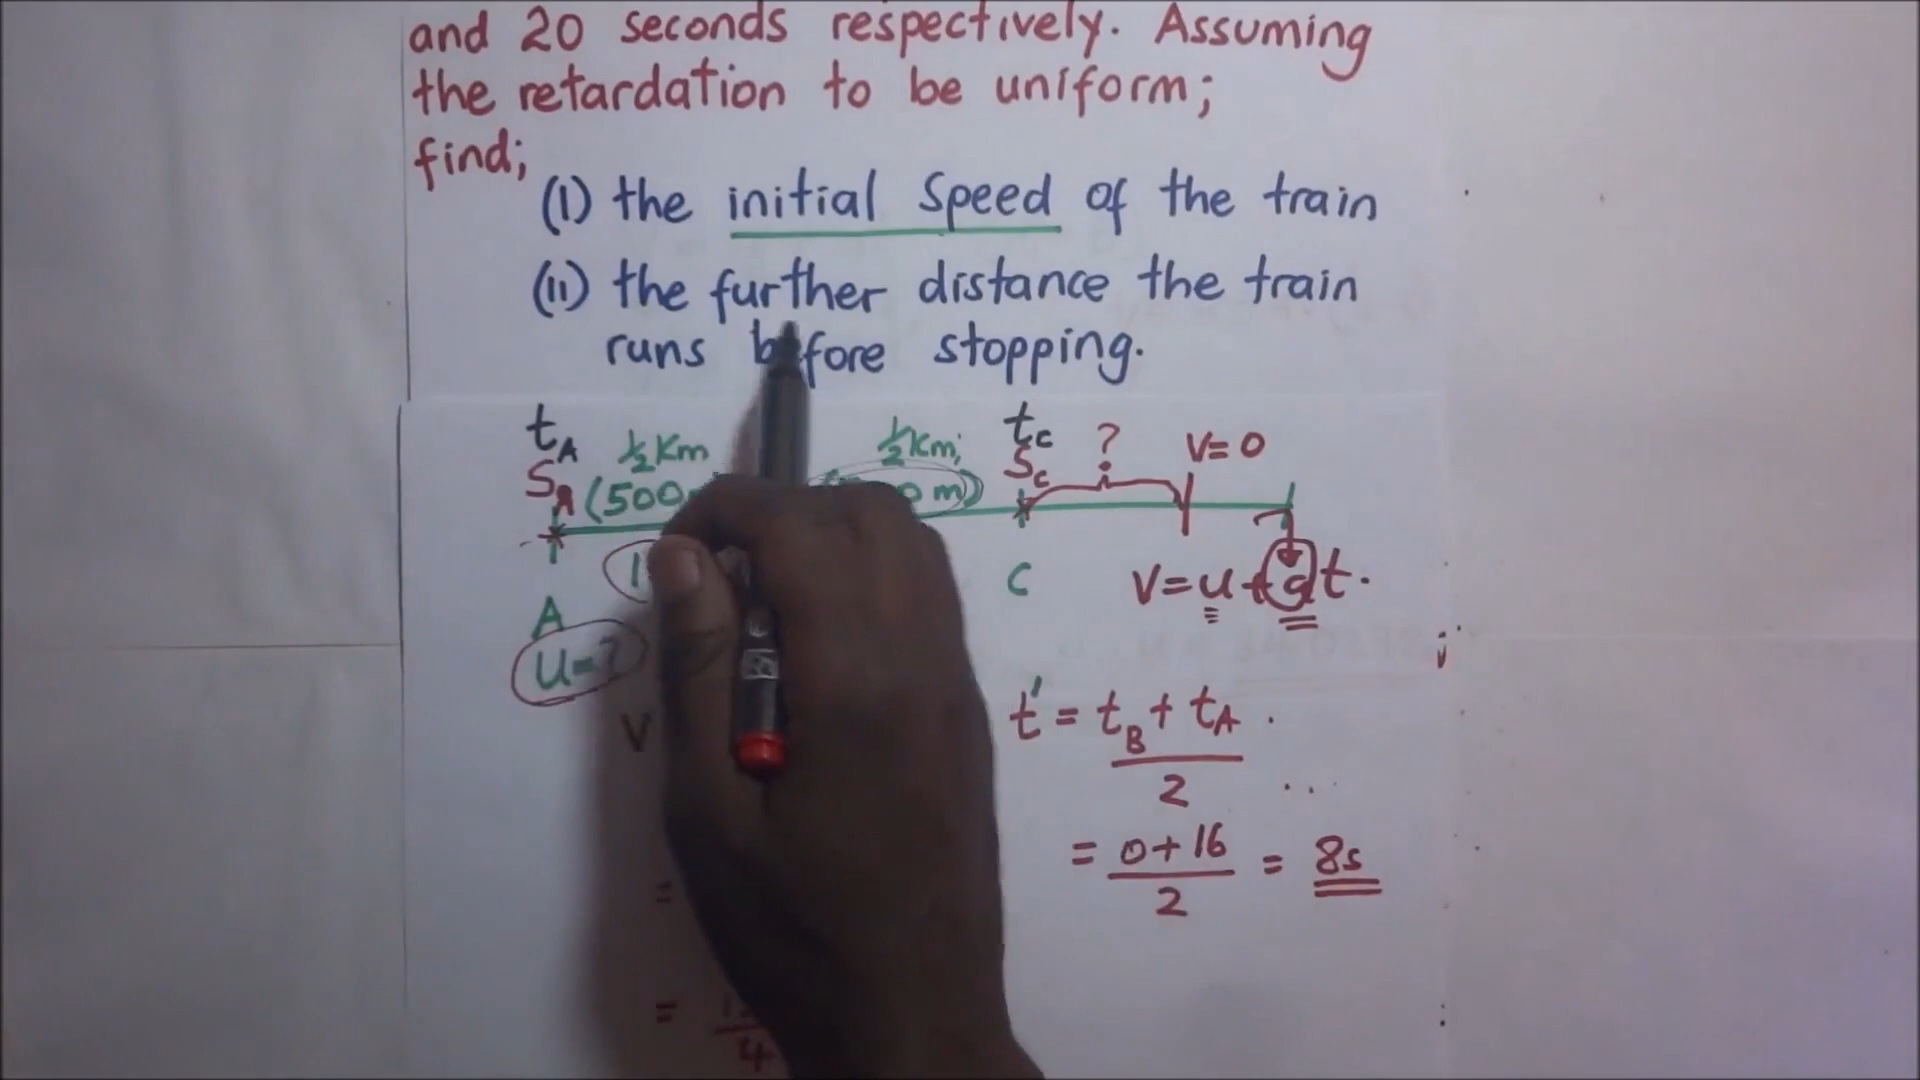 and 20 seconds respectively. Assuming
the retardation to be uniform;
find;
(I) the initial speed of the train
(II) the further distance the train
runs before stopping.
tA ½Km ½Km; tC ? V=0
SA (500 m) SC
A C V=u+at.
U=?
V
t' = tB + tA
2
= 0+16 = 8s
2
=
=
4